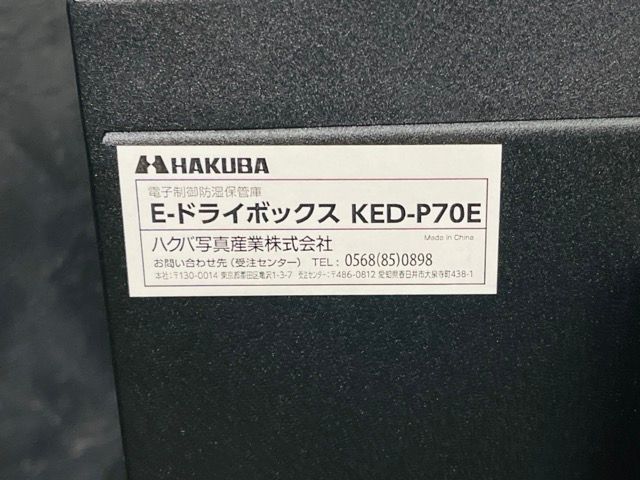 HAKUBA
電子制御防湿保管庫
E-ドライボックス KED-P70E
ハクバ写真産業株式会社
Made in China
お問い合わせ先(受注センター) TEL: 0568(85)0898
本社:〒130-0014 東京都墨田区亀沢1-3-7 受注センター:〒486-0812 愛知県春日井市大泉寺町438-1